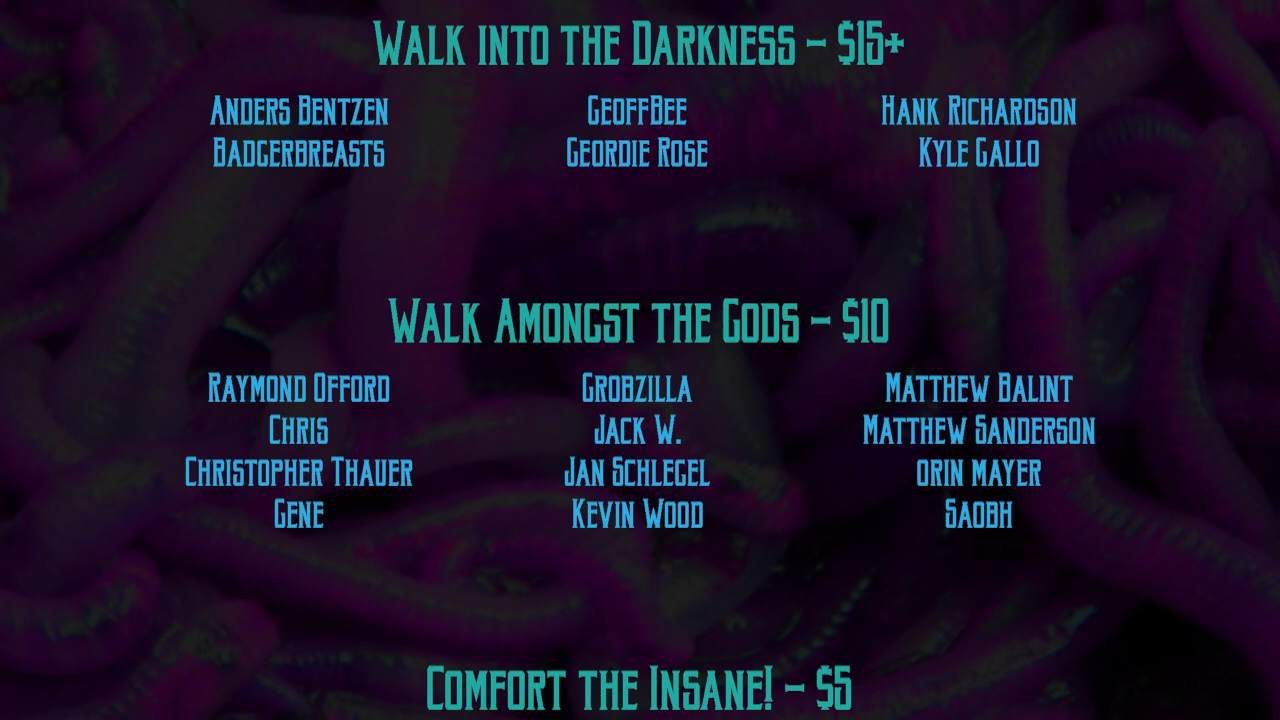 Walk into the Darkness – $15+
Anders Bentzen GeoffBee Hank Richardson
Badgerbreasts Geordie Rose Kyle Gallo
Walk Amongst the Gods – $10
Raymond Offord Grobzilla Matthew Balint
Chris Jack W. Matthew Sanderson
Christopher Thauer Jan Schlegel orin mayer
Gene Kevin Wood Saobh
Comfort the Insane! – $5